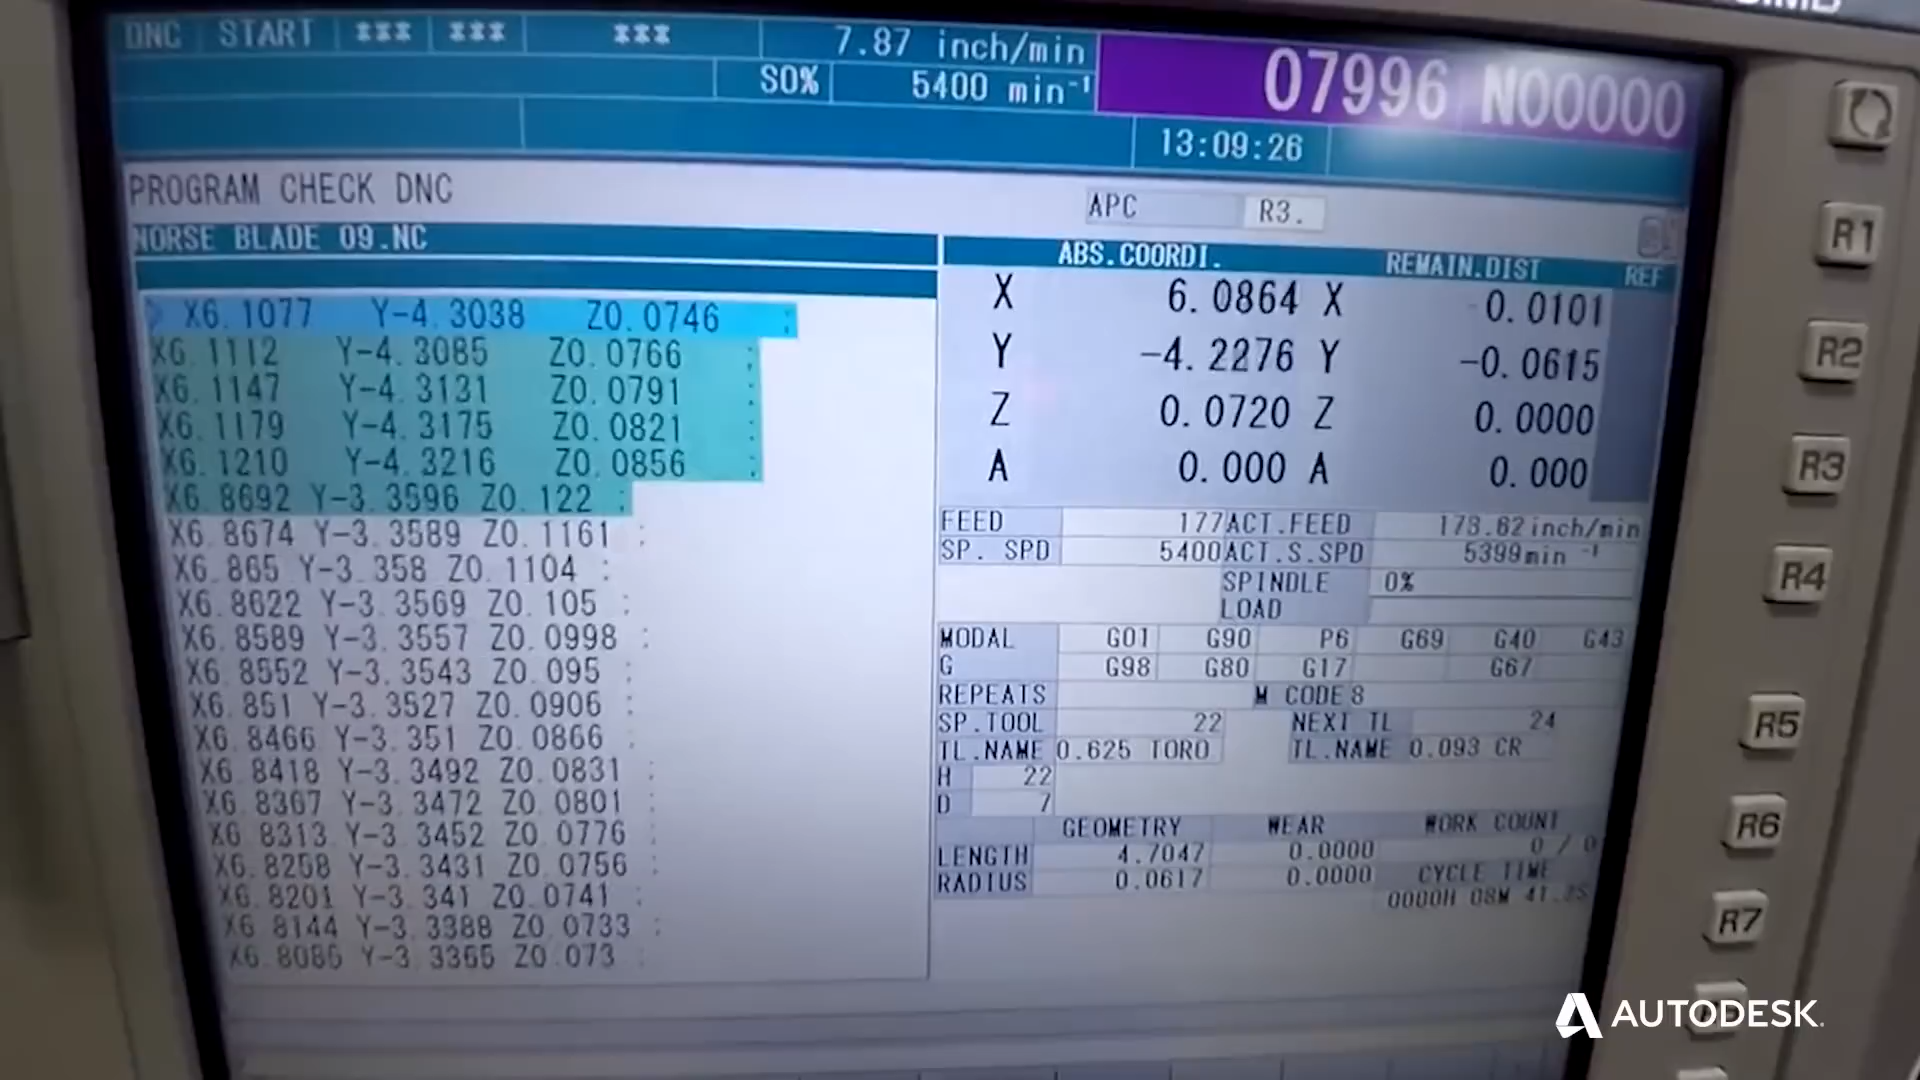 DNC START *** *** *** 7.87 inch/min
S0% 5400 min⁻¹
O7996 N00000
13:09:26
PROGRAM CHECK DNC
APC R3.
NORSE BLADE 09.NC
ABS.COORDI. REMAIN.DIST REF
> X6.1077 Y-4.3038 Z0.0746 ;
X6.1112 Y-4.3085 Z0.0766 ;
X6.1147 Y-4.3131 Z0.0791 ;
X6.1179 Y-4.3175 Z0.0821 ;
X6.1210 Y-4.3216 Z0.0856 ;
X6.8692 Y-3.3596 Z0.122 ;
X6.8674 Y-3.3589 Z0.1161 ;
X6.865 Y-3.358 Z0.1104 ;
X6.8622 Y-3.3569 Z0.105 ;
X6.8589 Y-3.3557 Z0.0998 ;
X6.8552 Y-3.3543 Z0.095 ;
X6.851 Y-3.3527 Z0.0906 ;
X6.8466 Y-3.351 Z0.0866 ;
X6.8418 Y-3.3492 Z0.0831 ;
X6.8367 Y-3.3472 Z0.0801 ;
X6.8313 Y-3.3452 Z0.0776 ;
X6.8258 Y-3.3431 Z0.0756 ;
X6.8201 Y-3.341 Z0.0741 ;
X6.8144 Y-3.3388 Z0.0733 ;
X6.8086 Y-3.3365 Z0.073 ;
X 6.0864 X -0.0101
Y -4.2276 Y -0.0615
Z 0.0720 Z 0.0000
A 0.000 A 0.000
FEED 177 ACT.FEED 178.62 inch/min
SP. SPD 5400 ACT.S.SPD 5399 min⁻¹
SPINDLE 0%
LOAD
MODAL G01 G90 P6 G69 G40 G43
G G98 G80 G17 G67
REPEATS M CODE 8
SP.TOOL 22 NEXT TL 24
TL.NAME 0.625 TORO TL.NAME 0.093 CR
H 22
D 7
GEOMETRY WEAR WORK COUNT
LENGTH 4.7047 0.0000 0 / 0
RADIUS 0.0617 0.0000 CYCLE TIME
0000H 08M
R1
R2
R3
R4
R5
R6
R7
AUTODESK.